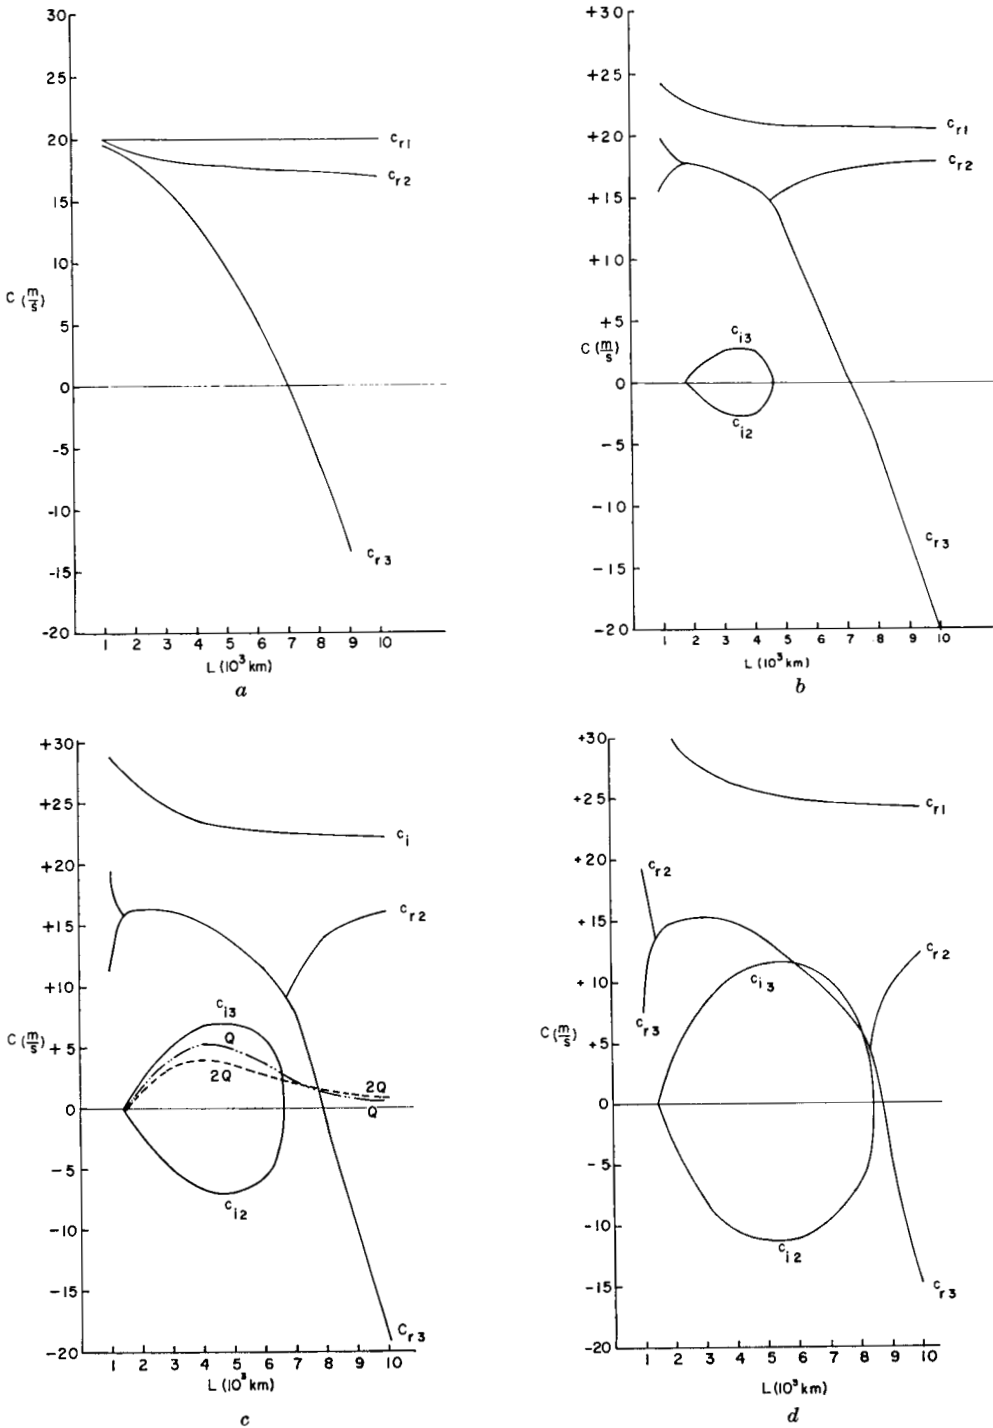 30
25
20
15
10
C (m/s)
5
0
-5
-10
-15
-20
c r1
c r2
c r3
1 2 3 4 5 6 7 8 9 10
L (10³ km)
a
+30
+25
+20
+15
+10
+5
C (m/s)
0
-5
-10
-15
-20
c r1
c r2
c i3
c i2
c r3
1 2 3 4 5 6 7 8 9 10
L (10³ km)
b
+30
+25
+20
+15
+10
C (m/s)
+5
0
-5
-10
-15
-20
c i
c r2
c i3
Q
2Q
2Q
Q
c i2
C r3
1 2 3 4 5 6 7 8 9 10
L (10³ km)
c
+30
+25
+20
+15
+10
C (m/s)
+5
0
-5
-10
-15
-20
c r1
c r2
c r2
c i3
c r3
c i2
c r3
1 2 3 4 5 6 7 8 9 10
L (10³ km)
d